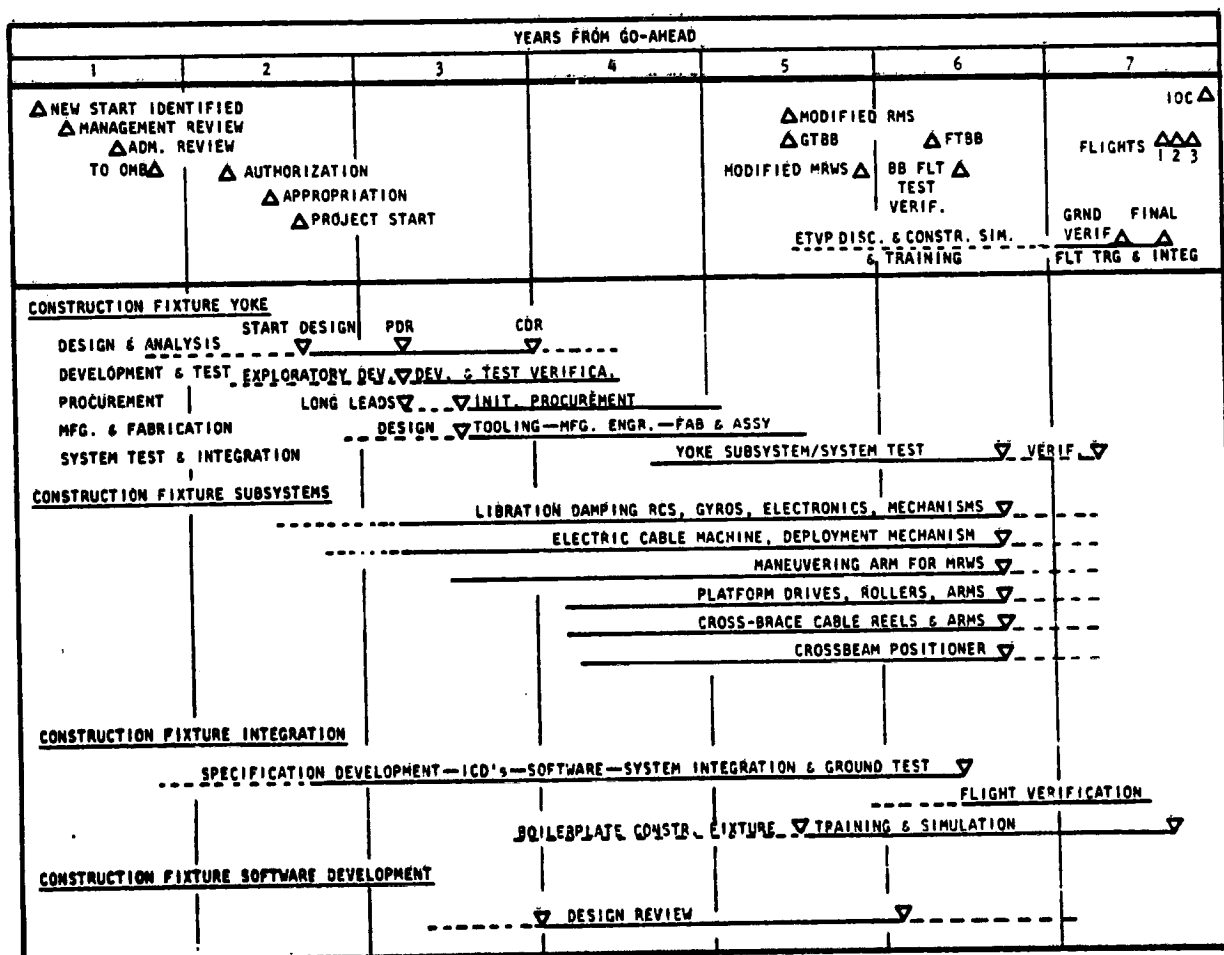 YEARS FROM GO-AHEAD
1 2 3 4 5 6 7
NEW START IDENTIFIED
MANAGEMENT REVIEW
ADM. REVIEW
TO OMB
AUTHORIZATION
APPROPRIATION
PROJECT START
MODIFIED RMS
GTBB
FTBB
MODIFIED MRWS
BB FLT
TEST
VERIF.
ETVP DISC. & CONSTR. SIM.
& TRAINING
IOC
FLIGHTS
1 2 3
GRND FINAL
VERIF
FLT TRG & INTEG
CONSTRUCTION FIXTURE YOKE
START DESIGN PDR CDR
DESIGN & ANALYSIS
DEVELOPMENT & TEST EXPLORATORY DEV. DEV. & TEST VERIFICA.
PROCUREMENT LONG LEADS INIT. PROCUREMENT
MFG. & FABRICATION DESIGN TOOLING—MFG. ENGR.—FAB & ASSY
SYSTEM TEST & INTEGRATION YOKE SUBSYSTEM/SYSTEM TEST VERIF.
CONSTRUCTION FIXTURE SUBSYSTEMS
LIBRATION DAMPING RCS, GYROS, ELECTRONICS, MECHANISMS
ELECTRIC CABLE MACHINE, DEPLOYMENT MECHANISM
MANEUVERING ARM FOR MRWS
PLATFORM DRIVES, ROLLERS, ARMS
CROSS-BRACE CABLE REELS & ARMS
CROSSBEAM POSITIONER
CONSTRUCTION FIXTURE INTEGRATION
SPECIFICATION DEVELOPMENT—ICD's—SOFTWARE—SYSTEM INTEGRATION & GROUND TEST
FLIGHT VERIFICATION
BOILERPLATE CONSTR. FIXTURE TRAINING & SIMULATION
CONSTRUCTION FIXTURE SOFTWARE DEVELOPMENT
DESIGN REVIEW